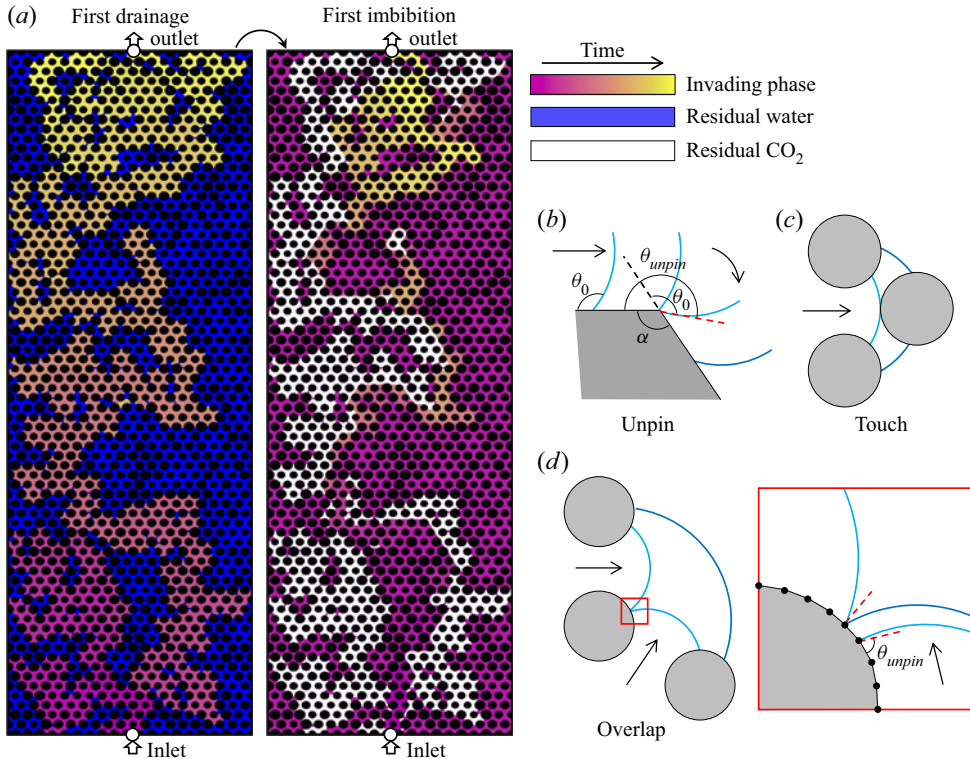 (a)
First drainage
outlet
First imbibition
outlet
Inlet
Inlet
Time
Invading phase
Residual water
Residual CO₂
(b)
θ₀
θunpin
θ₀
α
Unpin
(c)
Touch
(d)
Overlap
θunpin